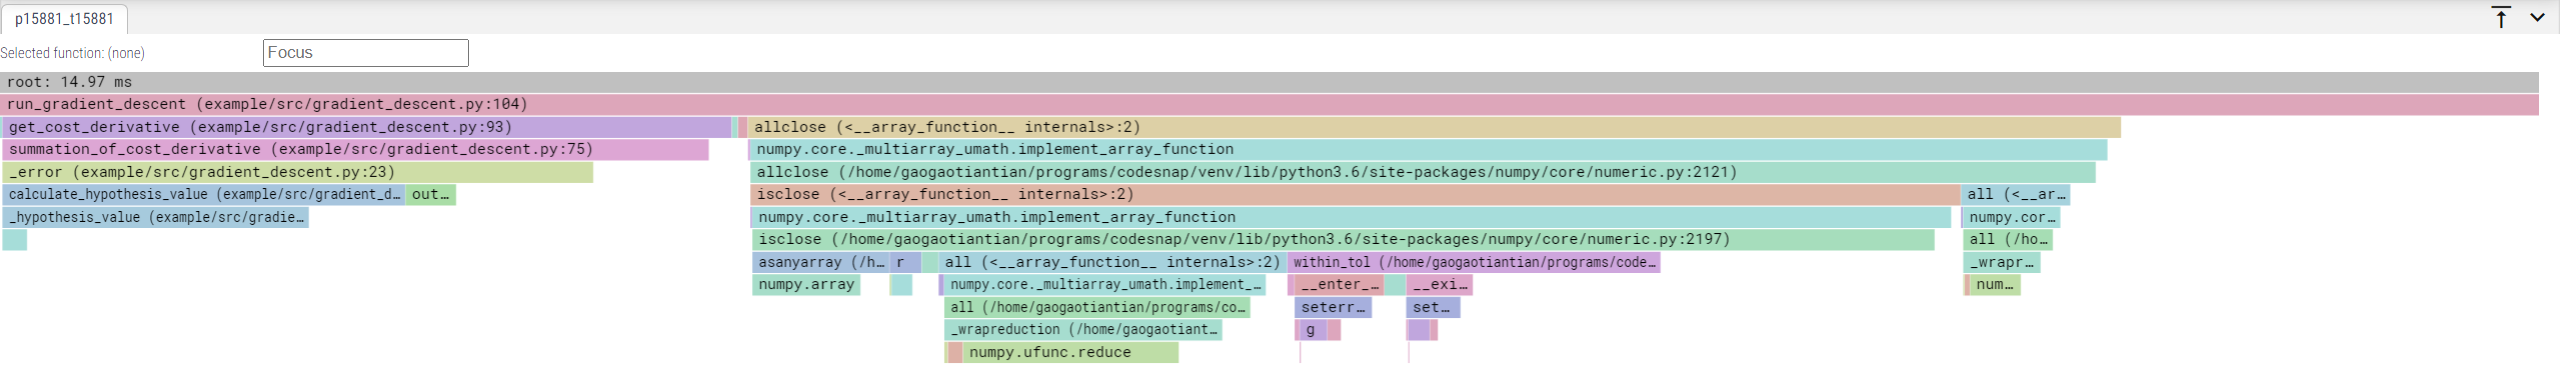 p15881_t15881
Selected function: (none) Focus
root: 14.97 ms
run_gradient_descent (example/src/gradient_descent.py:104)
get_cost_derivative (example/src/gradient_descent.py:93) allclose (<__array_function__ internals>:2)
summation_of_cost_derivative (example/src/gradient_descent.py:75) numpy.core._multiarray_umath.implement_array_function
_error (example/src/gradient_descent.py:23) allclose (/home/gaogaotiantian/programs/codesnap/venv/lib/python3.6/site-packages/numpy/core/numeric.py:2121)
calculate_hypothesis_value (example/src/gradient_d… out… isclose (<__array_function__ internals>:2) all (<__ar…
_hypothesis_value (example/src/gradie… numpy.core._multiarray_umath.implement_array_function numpy.cor…
isclose (/home/gaogaotiantian/programs/codesnap/venv/lib/python3.6/site-packages/numpy/core/numeric.py:2197) all (/ho…
asanyarray (/h… r all (<__array_function__ internals>:2) within_tol (/home/gaogaotiantian/programs/code… _wrapr…
numpy.array numpy.core._multiarray_umath.implement_… __enter_… __exi… num…
all (/home/gaogaotiantian/programs/co… seterr… set…
_wrapreduction (/home/gaogaotiant… g
numpy.ufunc.reduce